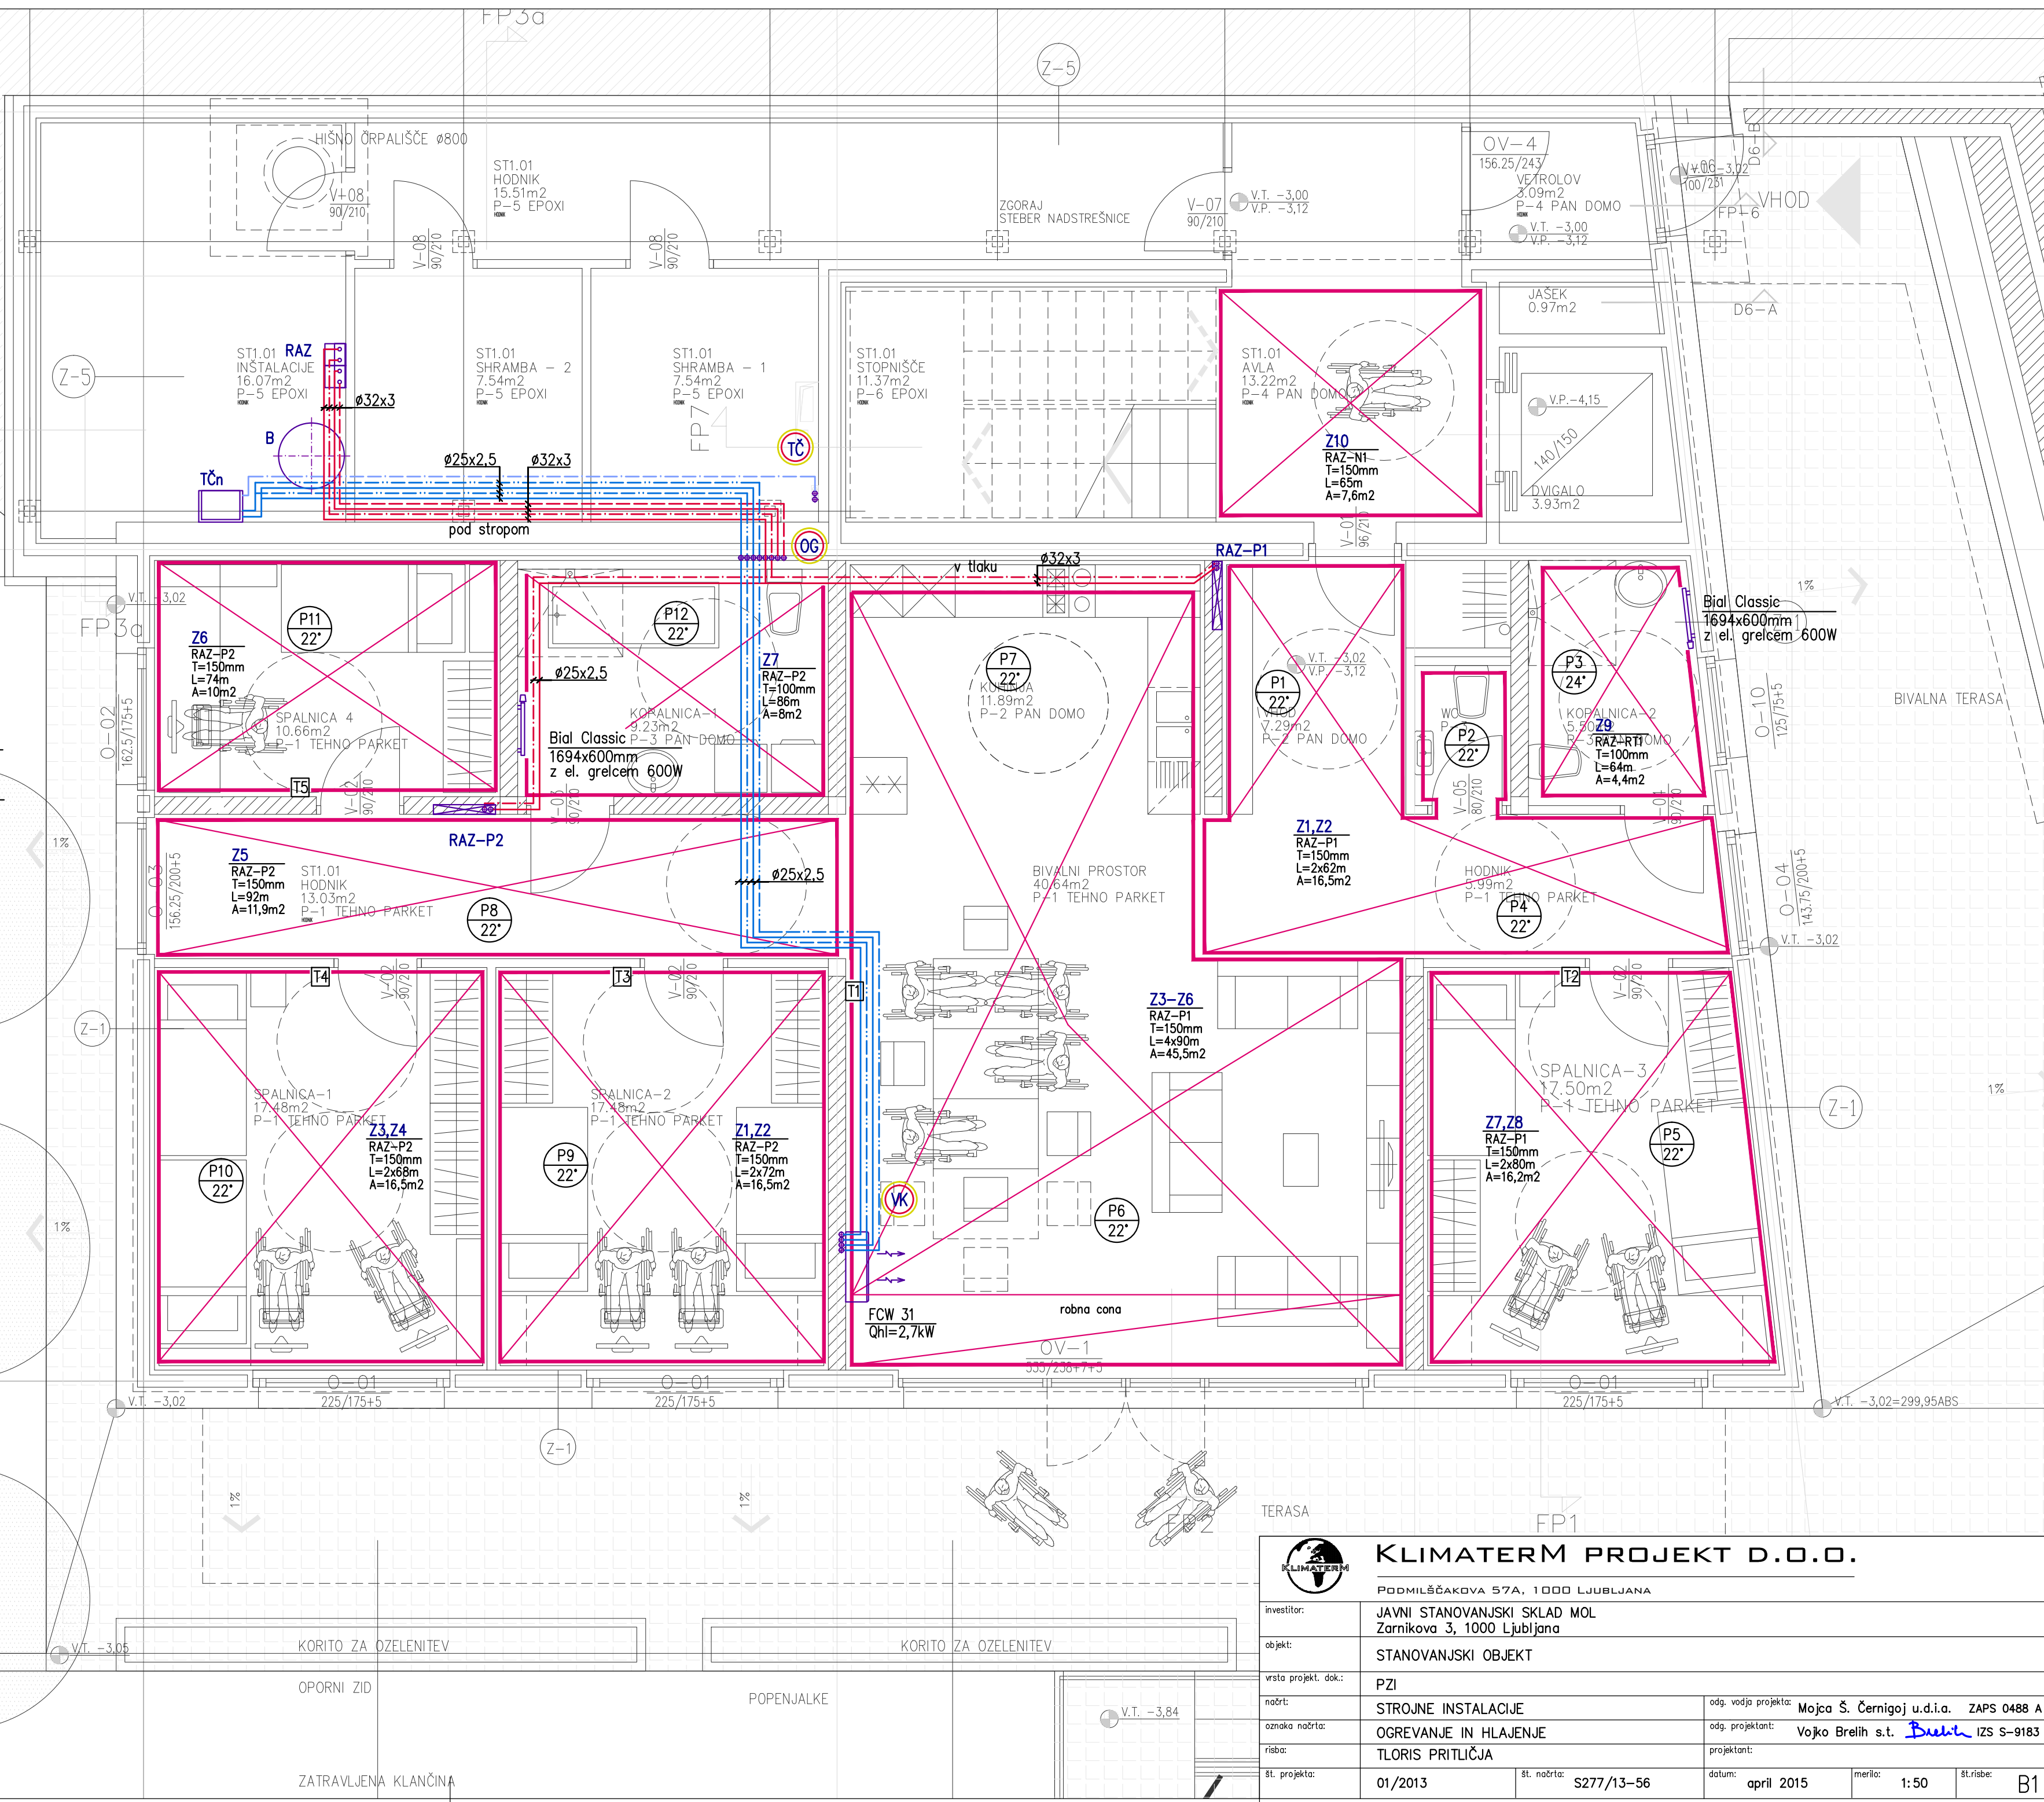 FP3a
Z-5
HIŠNO ČRPALIŠČE ø800
V-08
90/210
ST1.01
HODNIK
15.51m2
P-5 EPOXI
V-08
90/210
V-08
90/210
ZGORAJ
STEBER NADSTREŠNICE
V-07
90/210
V.T. -3,00
V.P. -3,12
OV-4
156.25/243
VETROLOV
3.09m2
P-4 PAN DOMO
V.T. -3,00
V.P. -3,12
100/231
D6-B
FP-6
VHOD
JAŠEK
0.97m2
D6-A
Z-5
ST1.01
INŠTALACIJE
16.07m2
P-5 EPOXI
RAZ
ø32x3
ST1.01
SHRAMBA - 2
7.54m2
P-5 EPOXI
ST1.01
SHRAMBA - 1
7.54m2
P-5 EPOXI
FP7
ST1.01
STOPNIŠČE
11.37m2
P-6 EPOXI
ST1.01
AVLA
13.22m2
P-4 PAN DOMO
Z10
RAZ-N1
T=150mm
L=65m
A=7,6m2
V.P.-4,15
140/150
DVIGALO
3.93m2
B
TČ
TČn
ø25x2,5
ø32x3
pod stropom
OG
V-01
96/210
RAZ-P1
v tlaku
ø32x3
V.T. -3,02
FP3a
P11
22°
Z6
RAZ-P2
T=150mm
L=74m
A=10m2
SPALNICA 4
10.66m2
P-1 TEHNO PARKET
O-02
162.5/175+5
T5
V-02
90/210
P12
22°
ø25x2,5
Z7
RAZ-P2
T=100mm
L=86m
A=8m2
KOPALNICA-1
9.23m2
P-3 PAN DOMO
Bial Classic
1694x600mm
z el. grelcem 600W
V-03
90/210
P7
22°
KUHINJA
11.89m2
P-2 PAN DOMO
V.T. -3,02
V.P. -3,12
P1
22°
VHOD
7.29m2
P-2 PAN DOMO
WC
P2
22°
V-05
80/210
P3
24°
KOPALNICA-2
Z9
RAZ-RT1
T=100mm
L=64m
A=4,4m2
Bial Classic
1694x600mm
z el. grelcem 600W
Z-1
1%
O-10
125/75+5
BIVALNA TERASA
90/210
RAZ-P2
1%
Z5
RAZ-P2
T=150mm
L=92m
A=11,9m2
ST1.01
HODNIK
13.03m2
P-1 TEHNO PARKET
P8
22°
156.25/200+5
ø25x2,5
BIVALNI PROSTOR
40.64m2
P-1 TEHNO PARKET
Z1,Z2
RAZ-P1
T=150mm
L=2x62m
A=16,5m2
HODNIK
5.99m2
P-1 TEHNO PARKET
P4
22°
O-04
143.75/200+5
V.T. -3,02
T4
V-02
90/210
T3
V-02
90/210
T1
T2
V-02
90/210
Z-1
Z3-Z6
RAZ-P1
T=150mm
L=4x90m
A=45,5m2
SPALNICA-1
17.48m2
P-1 TEHNO PARKET
Z3,Z4
RAZ-P2
T=150mm
L=2x68m
A=16,5m2
P10
22°
SPALNICA-2
17.48m2
P-1 TEHNO PARKET
Z1,Z2
RAZ-P2
T=150mm
L=2x72m
A=16,5m2
P9
22°
VK
P6
22°
SPALNICA-3
17.50m2
P-1 TEHNO PARKET
Z7,Z8
RAZ-P1
T=150mm
L=2x80m
A=16,2m2
P5
22°
Z-1
1%
1%
FCW 31
Qhl=2,7kW
robna cona
OV-1
O-01
225/175+5
O-01
225/175+5
O-01
225/175+5
V.T. -3,02
V.T. -3,02=299,95ABS
Z-1
1%
1%
TERASA
FP2
FP1
V.T. -3,05
KORITO ZA OZELENITEV
KORITO ZA OZELENITEV
OPORNI ZID
POPENJALKE
V.T. -3,84
ZATRAVLJENA KLANČINA
KLIMATERM
KLIMATERM PROJEKT D.O.O.
PODMILŠČAKOVA 57A, 1000 LJUBLJANA
investitor:
JAVNI STANOVANJSKI SKLAD MOL
Zarnikova 3, 1000 Ljubljana
objekt:
STANOVANJSKI OBJEKT
vrsta projekt. dok.:
PZI
načrt:
STROJNE INSTALACIJE
odg. vodja projekta: Mojca Š. Černigoj u.d.i.a. ZAPS 0488 A
oznaka načrta:
OGREVANJE IN HLAJENJE
odg. projektant: Vojko Brelih s.t. Brelih IZS S-9183
risba:
TLORIS PRITLIČJA
projektant:
št. projekta:
01/2013
št. načrta: S277/13-56
datum: april 2015
merilo: 1:50
št.risbe: B1